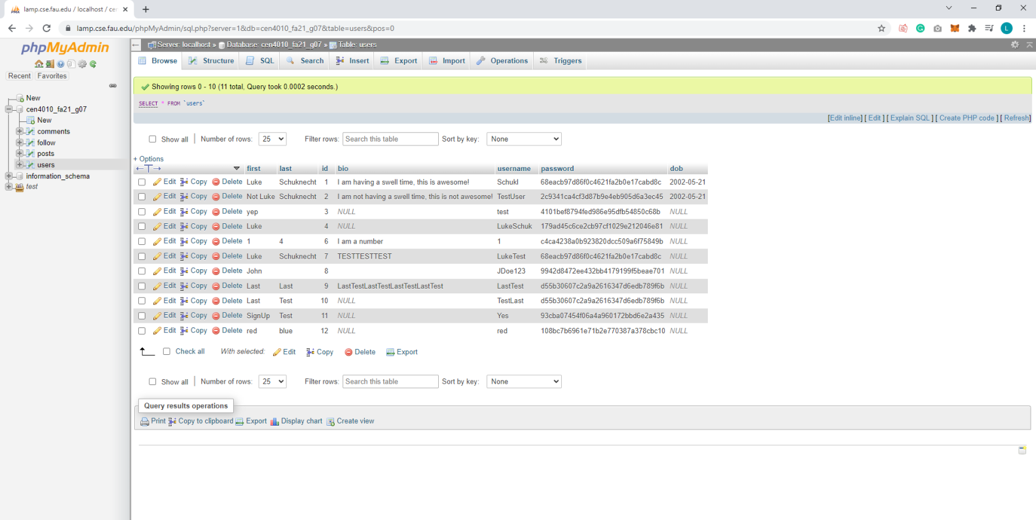 lamp.cse.fau.edu / localhost / cen
lamp.cse.fau.edu/phpMyAdmin/sql.php?server=1&db=cen4010_fa21_g07&table=users&pos=0
L
phpMyAdmin
Recent Favorites
New
cen4010_fa21_g07
New
comments
follow
posts
users
information_schema
test
Server: localhost » Database: cen4010_fa21_g07 » Table: users
Browse Structure SQL Search Insert Export Import Operations Triggers
Showing rows 0 - 10 (11 total, Query took 0.0002 seconds.)
SELECT * FROM `users`
[Edit inline] [ Edit ] [ Explain SQL ] [ Create PHP code ] [ Refresh]
Show all | Number of rows: 25 Filter rows: Search this table Sort by key: None
+ Options
←T→ first last id bio username password dob
Edit Copy Delete Luke Schuknecht 1 I am having a swell time, this is awesome! Schukl 68eacb97d86f0c4621fa2b0e17cabd8c 2002-05-21
Edit Copy Delete Not Luke Schuknecht 2 I am not having a swell time, this is not awesome! TestUser 2c9341ca4cf3d87b9e4eb905d6a3ec45 2002-05-21
Edit Copy Delete yep 3 NULL test 4101bef8794fed986e95dfb54850c68b NULL
Edit Copy Delete Luke 4 NULL LukeSchuk 179ad45c6ce2cb97cf1029e212046e81 NULL
Edit Copy Delete 1 4 6 I am a number 1 c4ca4238a0b923820dcc509a6f75849b NULL
Edit Copy Delete Luke Schuknecht 7 TESTTESTTEST LukeTest 68eacb97d86f0c4621fa2b0e17cabd8c NULL
Edit Copy Delete John 8 JDoe123 9942d8472ee432bb4179199f5beae701 NULL
Edit Copy Delete Last Last 9 LastTestLastTestLastTestLastTest LastTest d55b30607c2a9a2616347d6edb789f6b NULL
Edit Copy Delete Last Test 10 NULL TestLast d55b30607c2a9a2616347d6edb789f6b NULL
Edit Copy Delete SignUp Test 11 NULL Yes 93cba07454f06a4a960172bbd6e2a435 NULL
Edit Copy Delete red blue 12 NULL red 108bc7b6961e71b2e770387a378cbc10 NULL
Check all With selected: Edit Copy Delete Export
Show all | Number of rows: 25 Filter rows: Search this table Sort by key: None
Query results operations
Print Copy to clipboard Export Display chart Create view